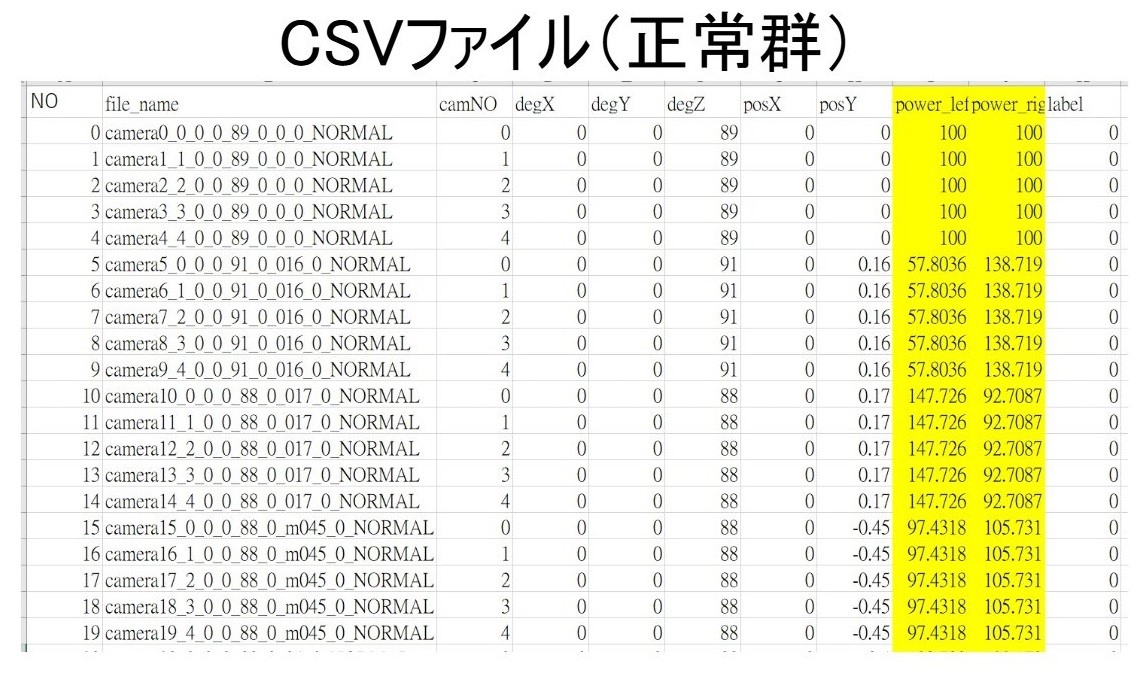 CSVファイル(正常群)
NO file_name camNO degX degY degZ posX posY power_lef power_rig label
0 camera0_0_0_0_89_0_0_0_NORMAL 0 0 0 89 0 0 100 100 0
1 camera1_1_0_0_89_0_0_0_NORMAL 1 0 0 89 0 0 100 100 0
2 camera2_2_0_0_89_0_0_0_NORMAL 2 0 0 89 0 0 100 100 0
3 camera3_3_0_0_89_0_0_0_NORMAL 3 0 0 89 0 0 100 100 0
4 camera4_4_0_0_89_0_0_0_NORMAL 4 0 0 89 0 0 100 100 0
5 camera5_0_0_0_91_0_016_0_NORMAL 0 0 0 91 0 0.16 57.8036 138.719 0
6 camera6_1_0_0_91_0_016_0_NORMAL 1 0 0 91 0 0.16 57.8036 138.719 0
7 camera7_2_0_0_91_0_016_0_NORMAL 2 0 0 91 0 0.16 57.8036 138.719 0
8 camera8_3_0_0_91_0_016_0_NORMAL 3 0 0 91 0 0.16 57.8036 138.719 0
9 camera9_4_0_0_91_0_016_0_NORMAL 4 0 0 91 0 0.16 57.8036 138.719 0
10 camera10_0_0_0_88_0_017_0_NORMAL 0 0 0 88 0 0.17 147.726 92.7087 0
11 camera11_1_0_0_88_0_017_0_NORMAL 1 0 0 88 0 0.17 147.726 92.7087 0
12 camera12_2_0_0_88_0_017_0_NORMAL 2 0 0 88 0 0.17 147.726 92.7087 0
13 camera13_3_0_0_88_0_017_0_NORMAL 3 0 0 88 0 0.17 147.726 92.7087 0
14 camera14_4_0_0_88_0_017_0_NORMAL 4 0 0 88 0 0.17 147.726 92.7087 0
15 camera15_0_0_0_88_0_m045_0_NORMAL 0 0 0 88 0 -0.45 97.4318 105.731 0
16 camera16_1_0_0_88_0_m045_0_NORMAL 1 0 0 88 0 -0.45 97.4318 105.731 0
17 camera17_2_0_0_88_0_m045_0_NORMAL 2 0 0 88 0 -0.45 97.4318 105.731 0
18 camera18_3_0_0_88_0_m045_0_NORMAL 3 0 0 88 0 -0.45 97.4318 105.731 0
19 camera19_4_0_0_88_0_m045_0_NORMAL 4 0 0 88 0 -0.45 97.4318 105.731 0